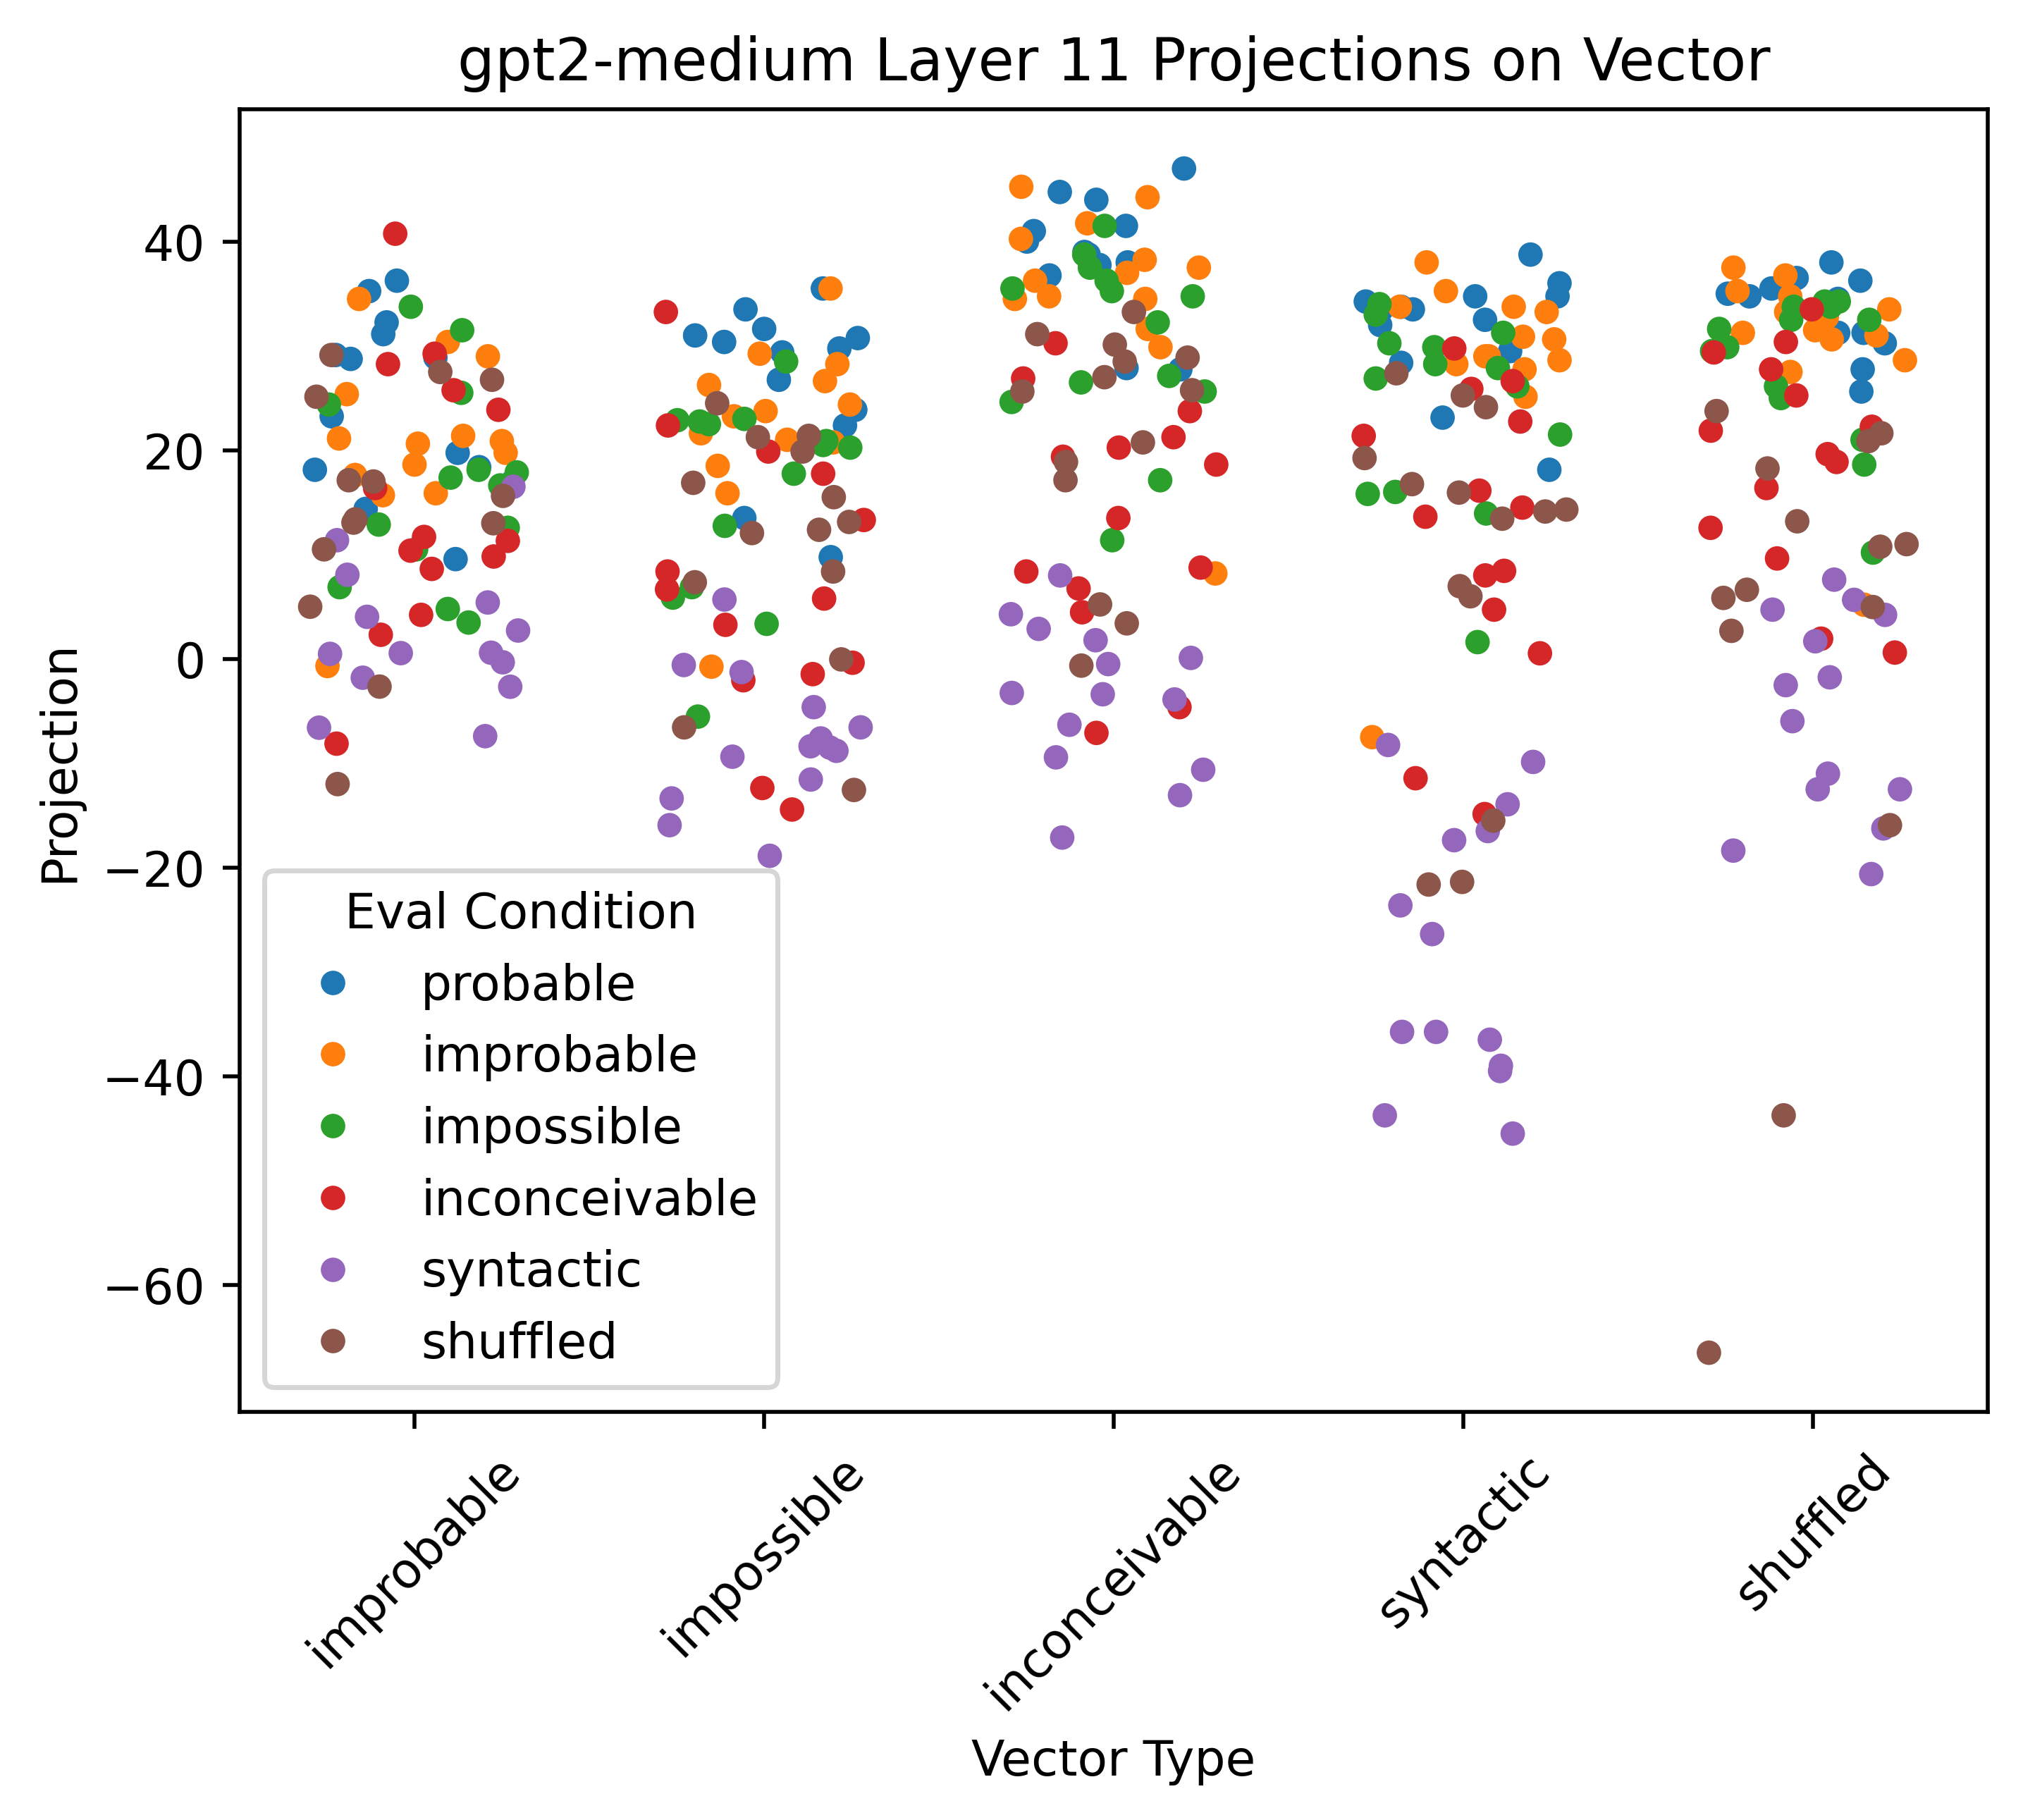 gpt2-medium Layer 11 Projections on Vector
Projection
40
20
0
−20
−40
−60
Eval Condition
probable
improbable
impossible
inconceivable
syntactic
shuffled
improbable
impossible
inconceivable
syntactic
shuffled
Vector Type